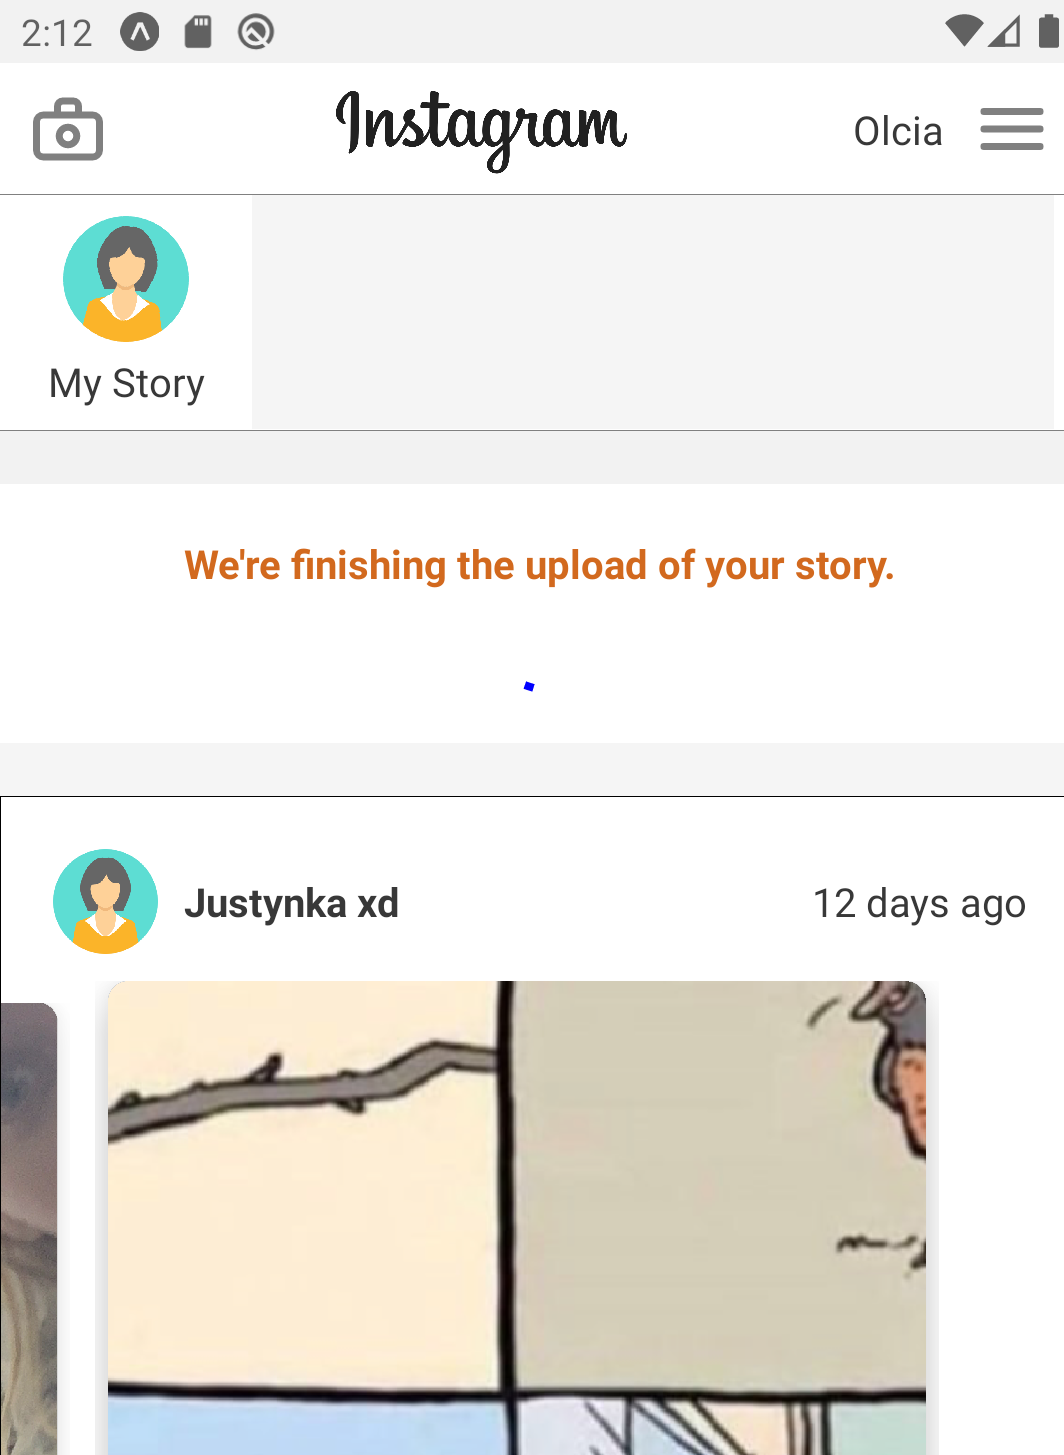 2:12
Instagram
Olcia
My Story
We're finishing the upload of your story.
Justynka xd
12 days ago